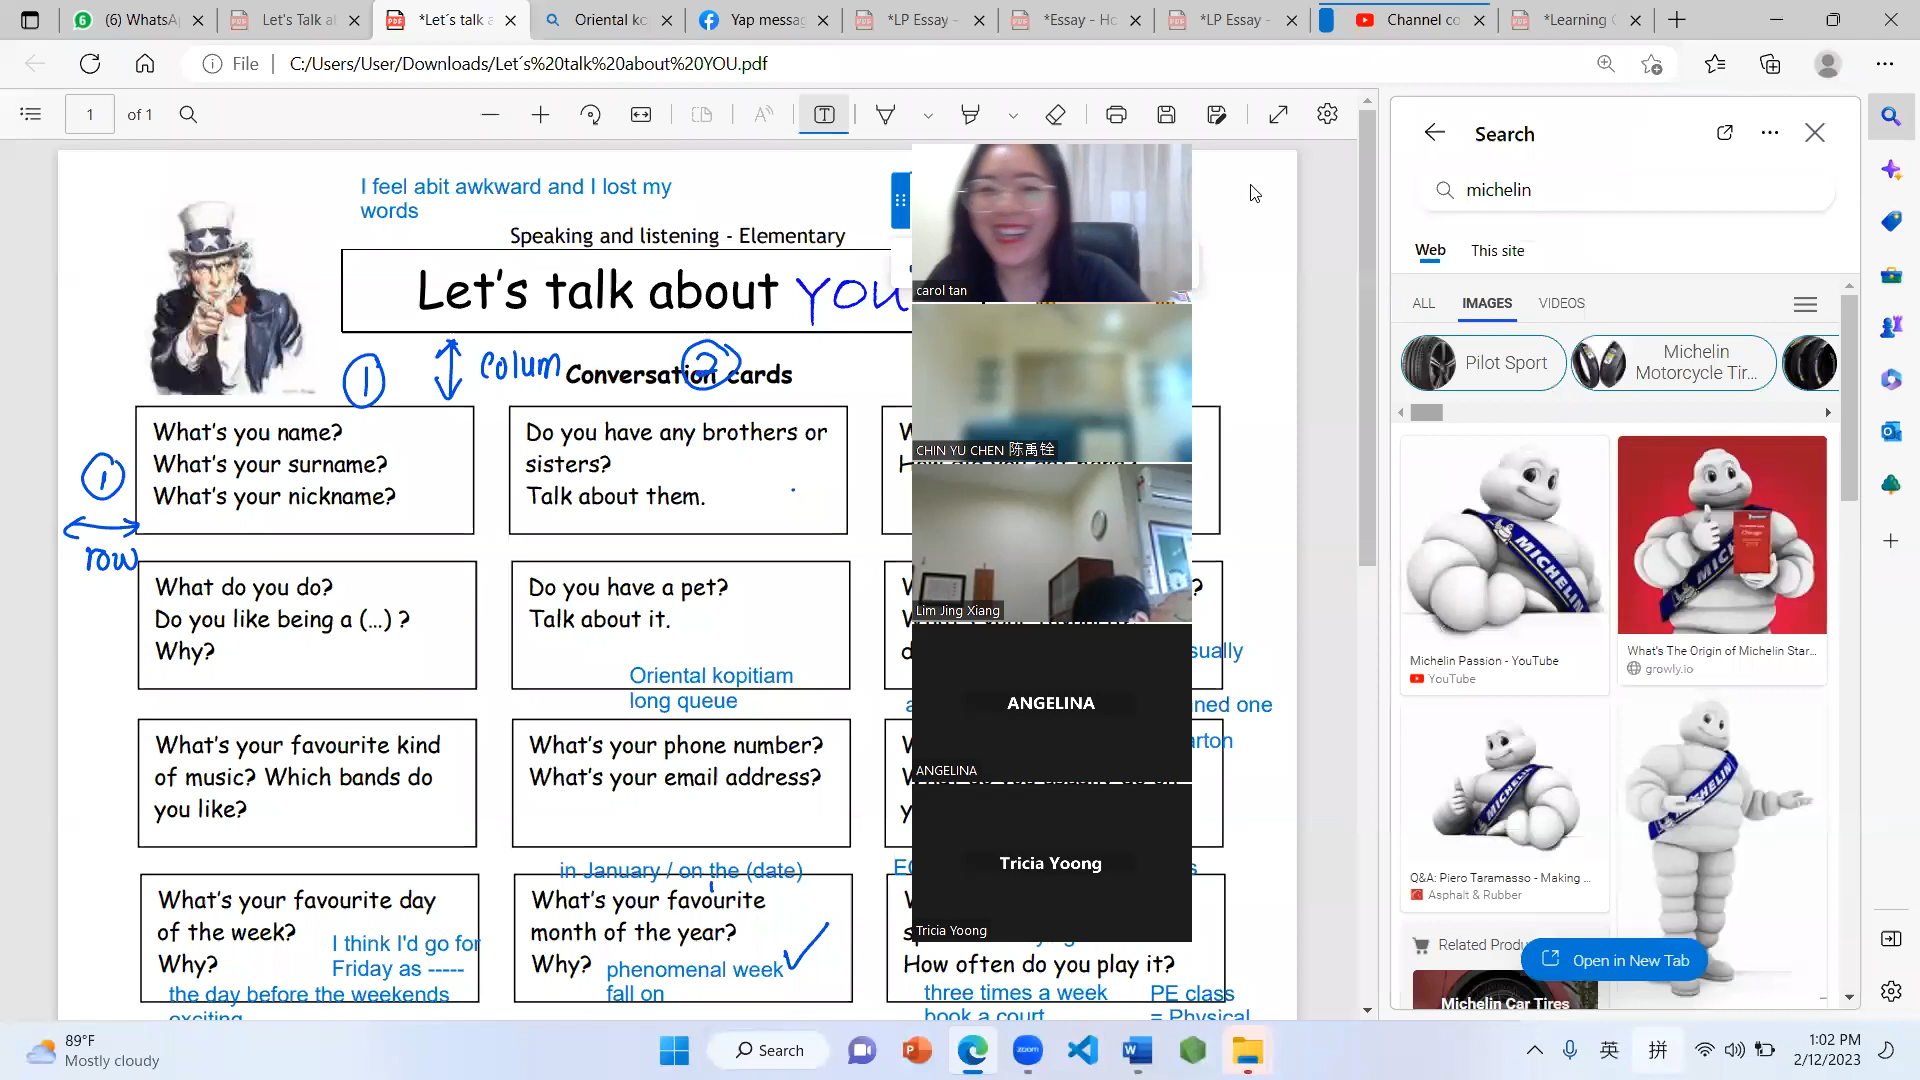 (6) WhatsA
Let's Talk al
*Let´s talk a
Oriental ko
Yap messag
*LP Essay -
*Essay - Ho
*LP Essay -
Channel co
*Learning
File
C:/Users/User/Downloads/Let´s%20talk%20about%20YOU.pdf
1 of 1
I feel abit awkward and I lost my
words
Speaking and listening - Elementary
Let's talk about YOU
1
colum
2
Conversation cards
1
row
What's you name?
What's your surname?
What's your nickname?
Do you have any brothers or
sisters?
Talk about them.
What do you do?
Do you like being a (…) ?
Why?
Do you have a pet?
Talk about it.
Oriental kopitiam
long queue
sually
ned one
arton
What's your favourite kind
of music? Which bands do
you like?
What's your phone number?
What's your email address?
in January / on the (date)
What's your favourite day
of the week?
Why?
I think I'd go for
Friday as -----
the day before the weekends
exciting
What's your favourite
month of the year?
Why?
phenomenal week
fall on
How often do you play it?
three times a week
book a court
PE class
= Physical
carol tan
CHIN YU CHEN 陈禹铨
Lim Jing Xiang
ANGELINA
ANGELINA
Tricia Yoong
Tricia Yoong
Search
michelin
Web
This site
ALL
IMAGES
VIDEOS
Pilot Sport
Michelin
Motorcycle Tir...
MICHELIN
Michelin Passion - YouTube
YouTube
What's The Origin of Michelin Star...
growly.io
MICHELIN
MICHELIN
Q&A: Piero Taramasso - Making ...
Asphalt & Rubber
Related Produ
Open in New Tab
Michelin Car Tires
89°F
Mostly cloudy
Search
zoom
英
拼
1:02 PM
2/12/2023